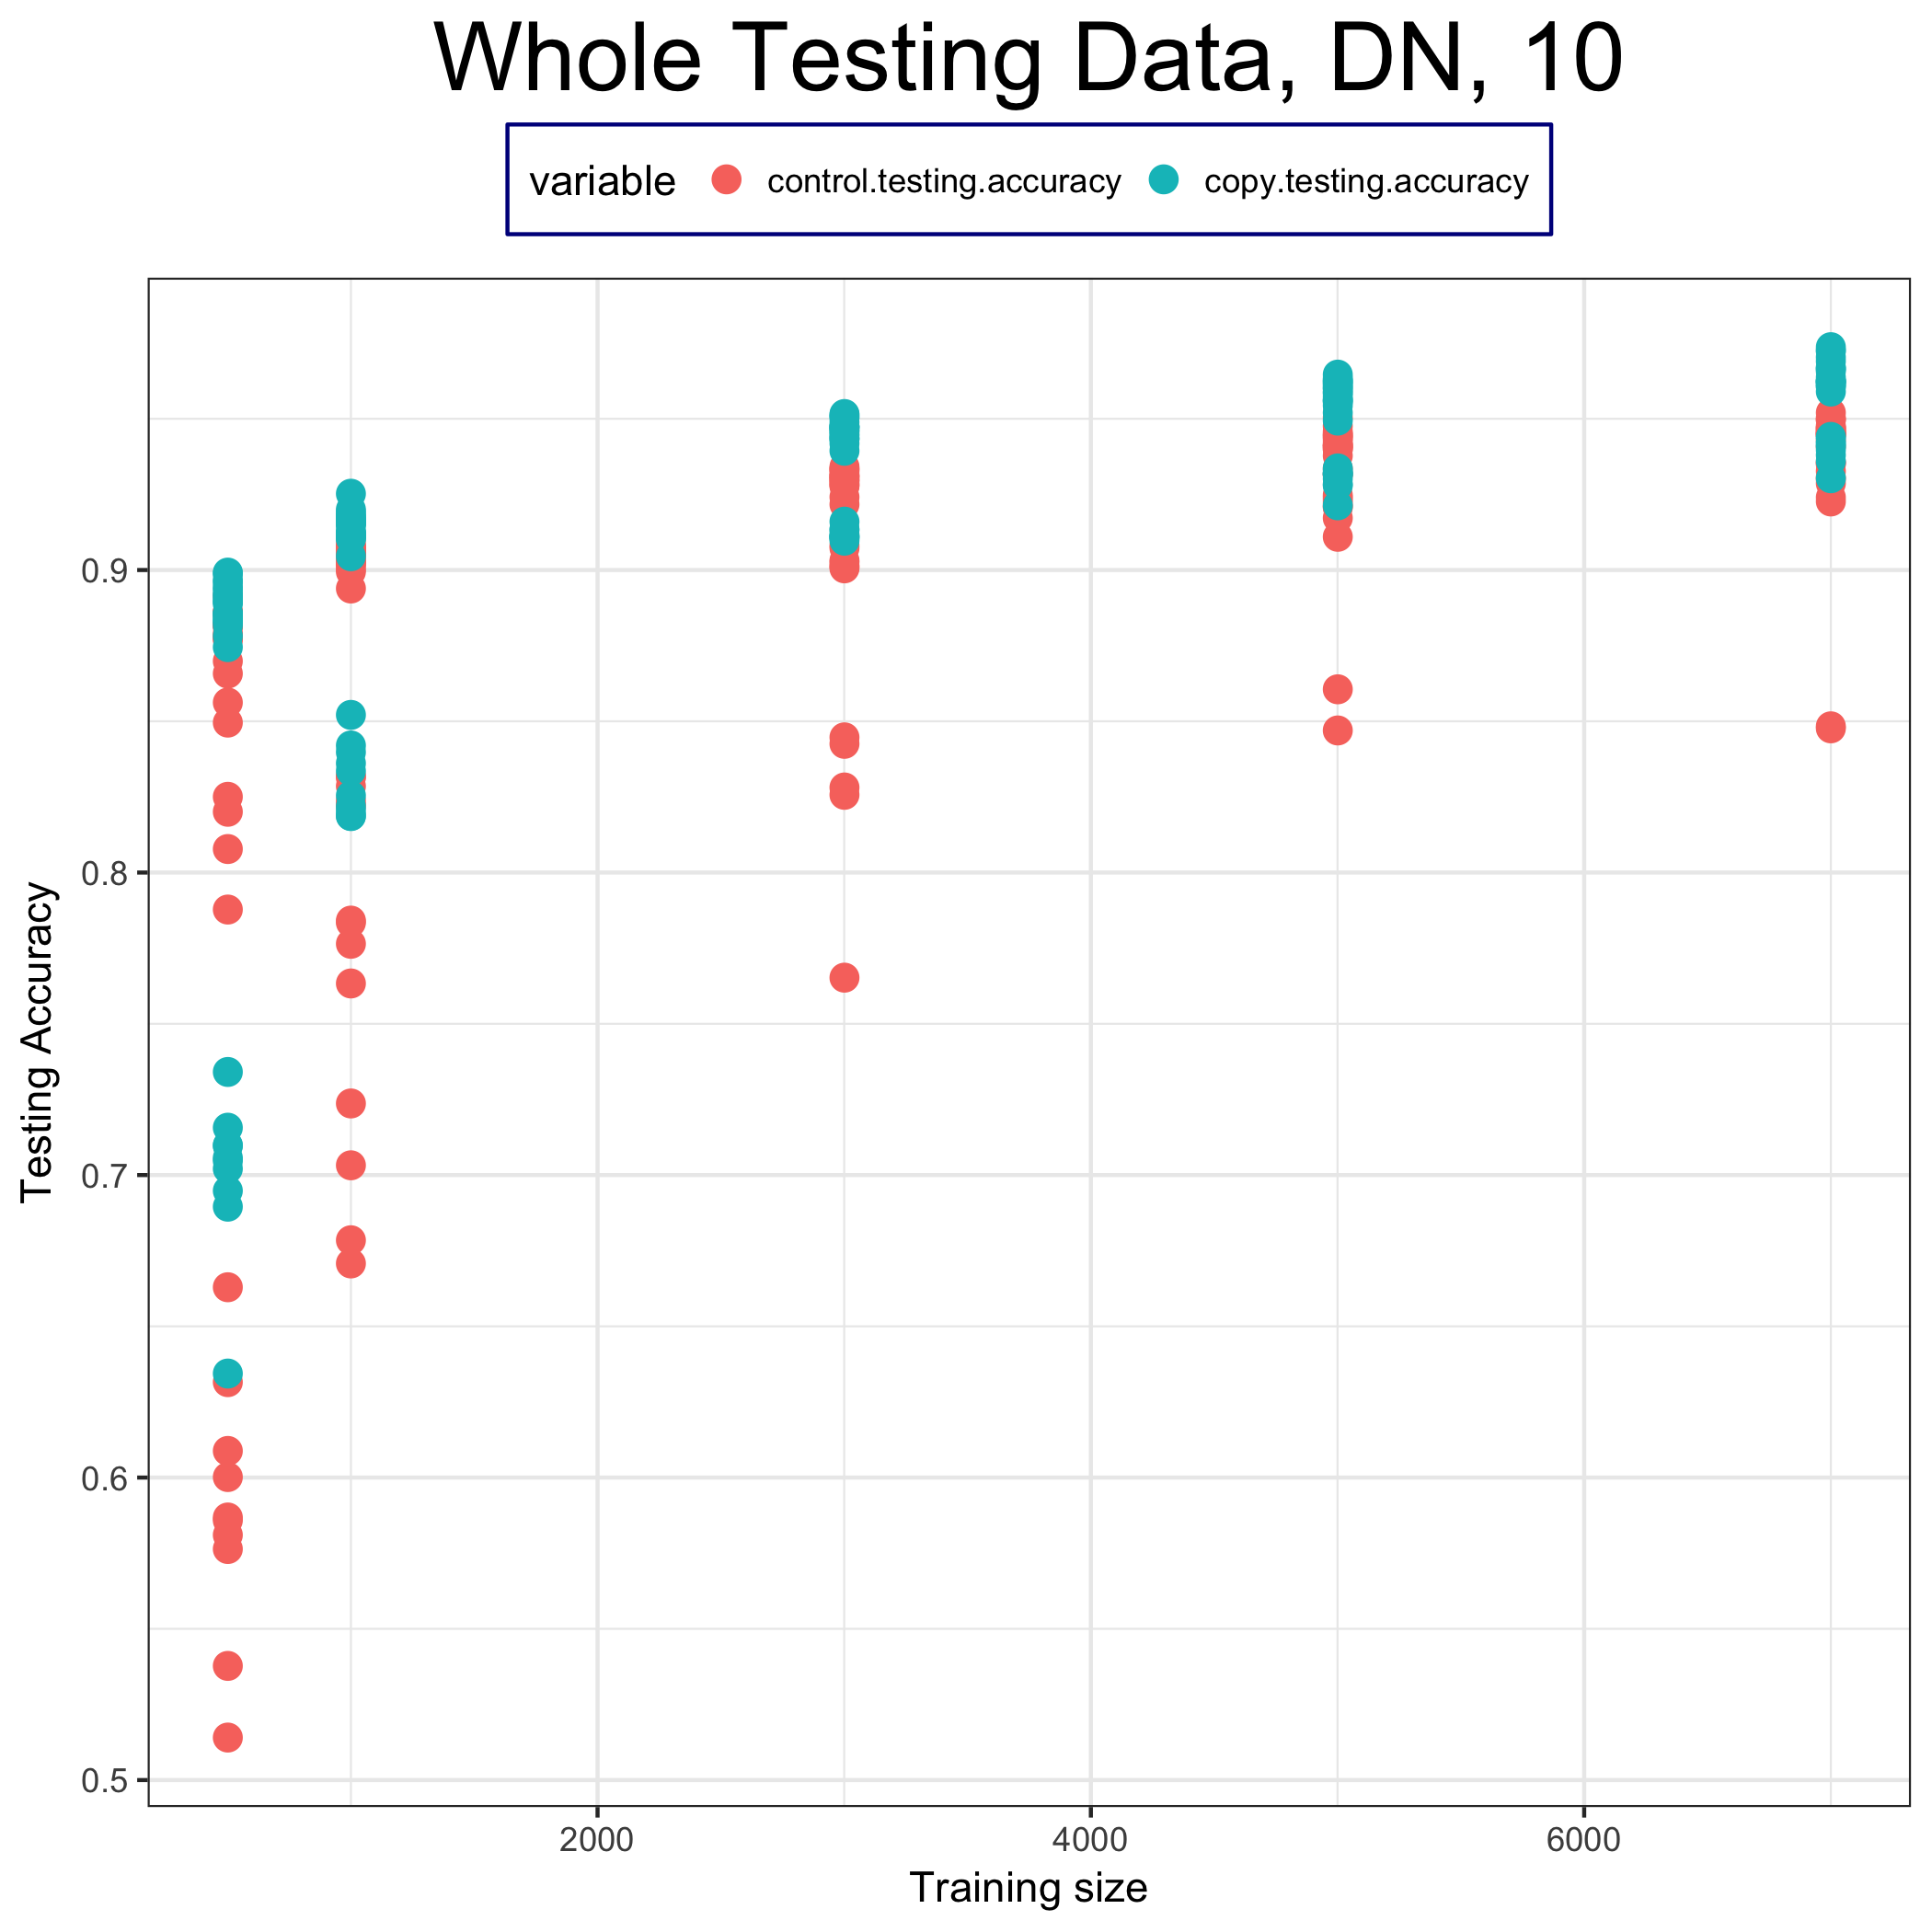 Whole Testing Data, DN, 10
variable control.testing.accuracy copy.testing.accuracy
Testing Accuracy
0.9
0.8
0.7
0.6
0.5
2000 4000 6000
Training size